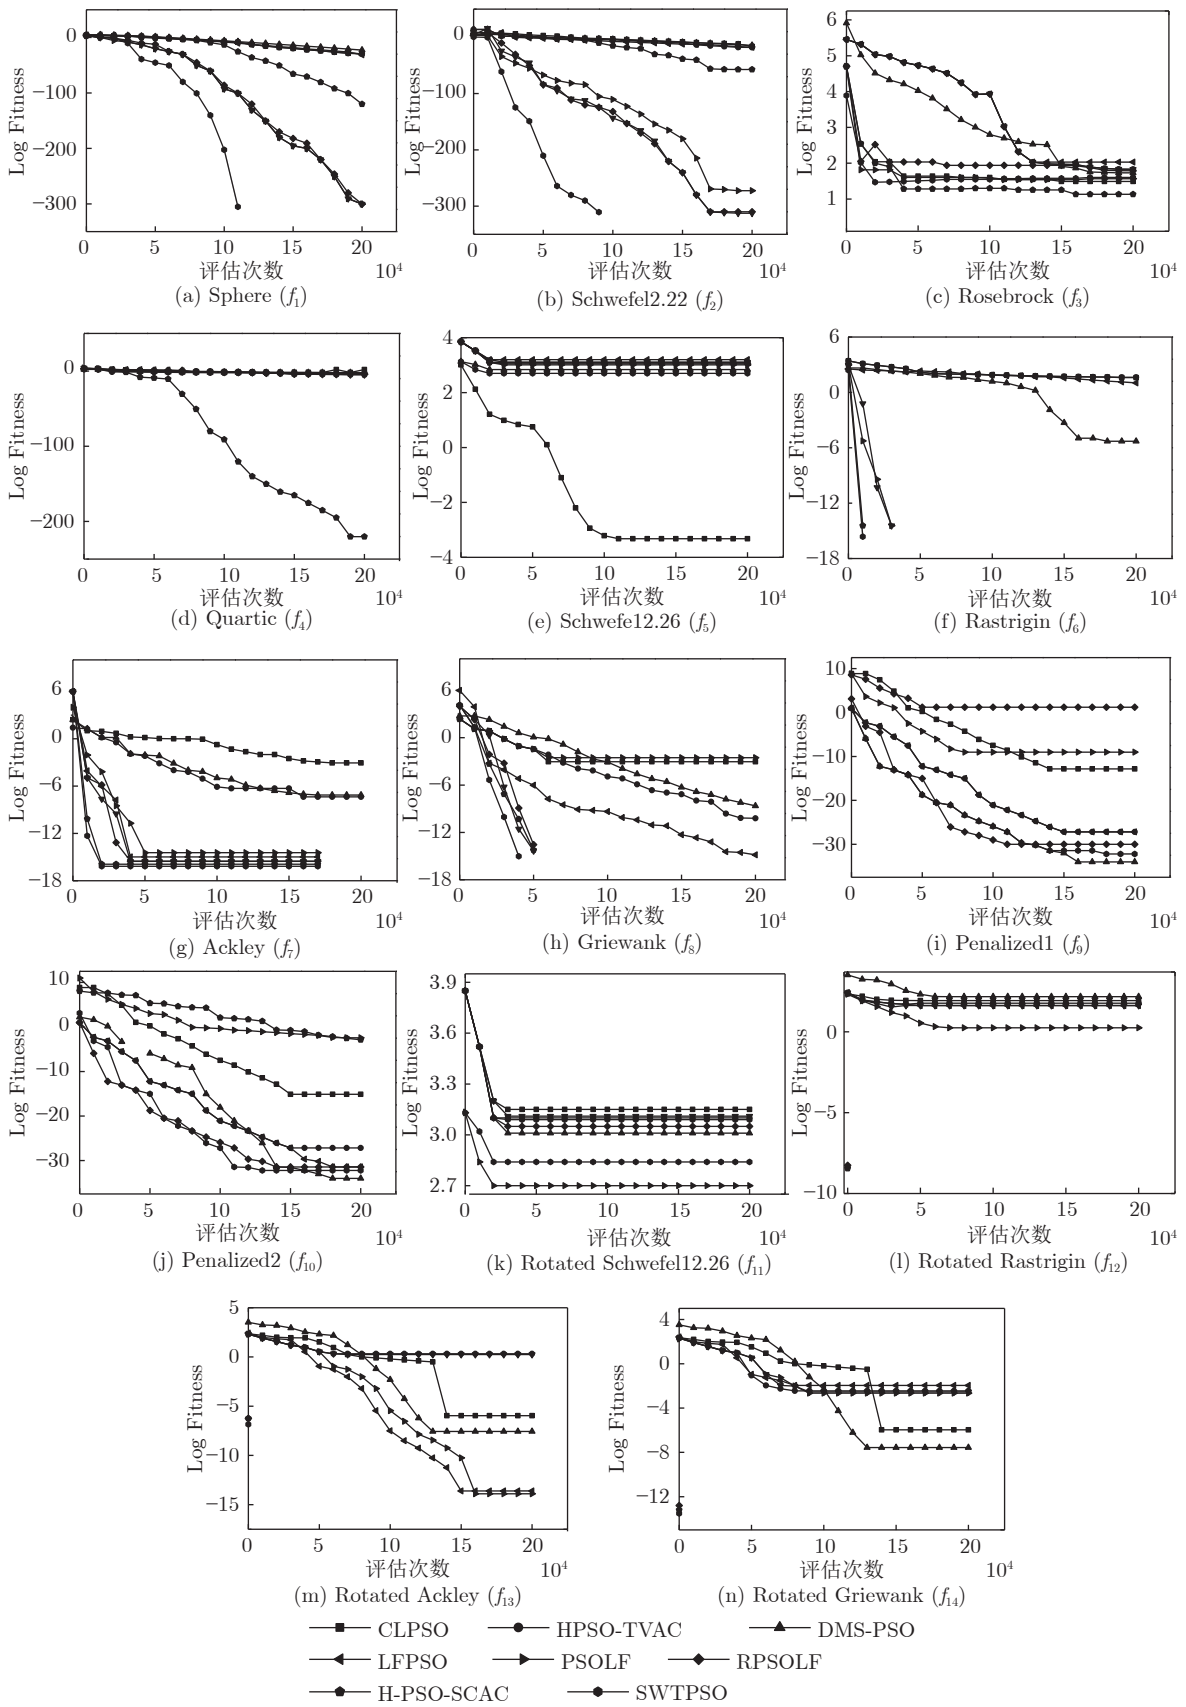 −0
−100
−200
−300
Log Fitness
0 5 10 15 20
评估次数 10⁴
(a) Sphere (f₁)
−0
−100
−200
−300
Log Fitness
0 5 10 15 20
评估次数 10⁴
(b) Schwefel2.22 (f₂)
6
5
4
3
2
1
Log Fitness
0 5 10 15 20
评估次数 10⁴
(c) Rosebrock (f₃)
0
−100
−200
Log Fitness
0 5 10 15 20
评估次数 10⁴
(d) Quartic (f₄)
4
2
0
−2
−4
Log Fitness
0 5 10 15 20
评估次数 10⁴
(e) Schwefe12.26 (f₅)
6
0
−6
−12
−18
Log Fitness
0 5 10 15 20
评估次数 10⁴
(f) Rastrigin (f₆)
6
0
−6
−12
−18
Log Fitness
0 5 10 15 20
评估次数 10⁴
(g) Ackley (f₇)
6
0
−6
−12
−18
Log Fitness
0 5 10 15 20
评估次数 10⁴
(h) Griewank (f₈)
10
0
−10
−20
−30
Log Fitness
0 5 10 15 20
评估次数 10⁴
(i) Penalized1 (f₉)
10
0
−10
−20
−30
Log Fitness
0 5 10 15 20
评估次数 10⁴
(j) Penalized2 (f₁₀)
3.9
3.6
3.3
3.0
2.7
Log Fitness
0 5 10 15 20
评估次数 10⁴
(k) Rotated Schwefel12.26 (f₁₁)
0
−5
−10
Log Fitness
0 5 10 15 20
评估次数 10⁴
(l) Rotated Rastrigin (f₁₂)
5
0
−5
−10
−15
Log Fitness
0 5 10 15 20
评估次数 10⁴
(m) Rotated Ackley (f₁₃)
4
0
−4
−8
−12
Log Fitness
0 5 10 15 20
评估次数 10⁴
(n) Rotated Griewank (f₁₄)
CLPSO HPSO-TVAC DMS-PSO
LFPSO PSOLF RPSOLF
H-PSO-SCAC SWTPSO